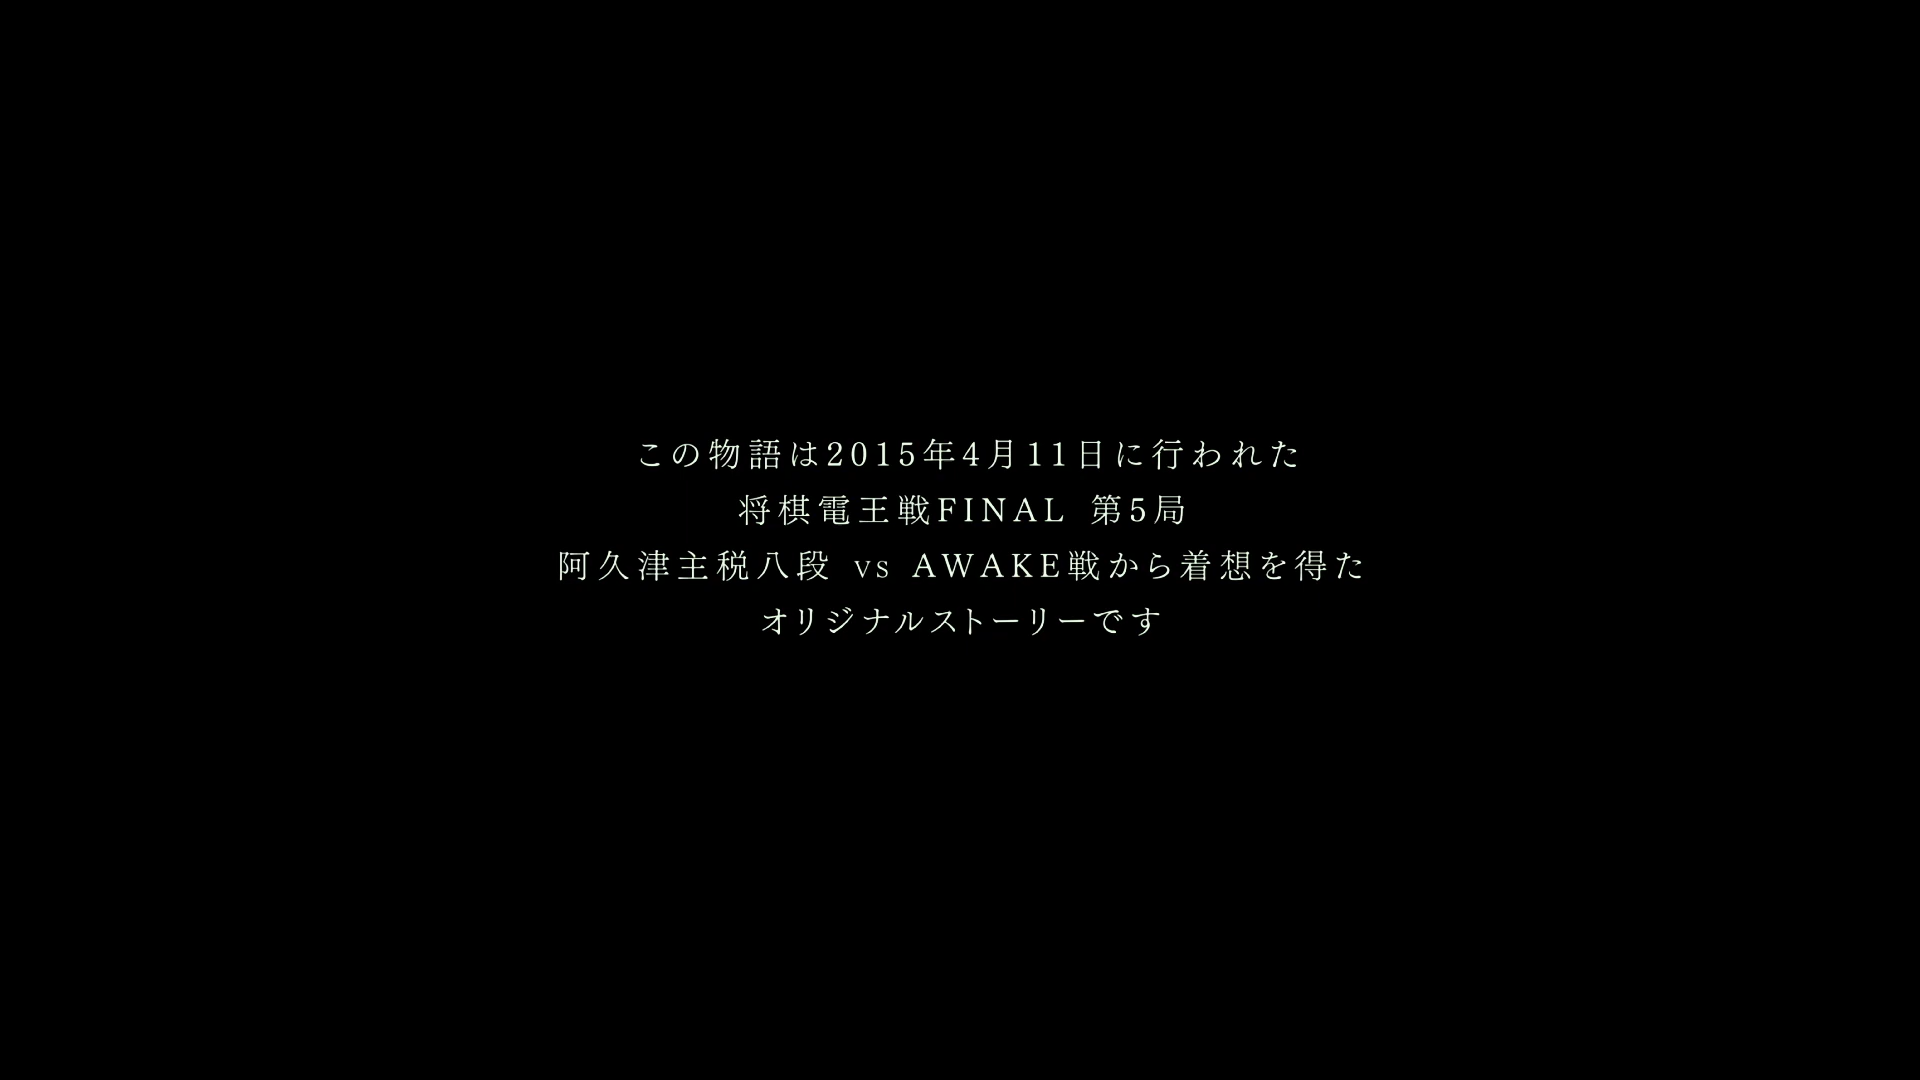 この物語は2015年4月11日に行われた
将棋電王戦FINAL 第5局
阿久津主税八段 vs AWAKE戦から着想を得た
オリジナルストーリーです